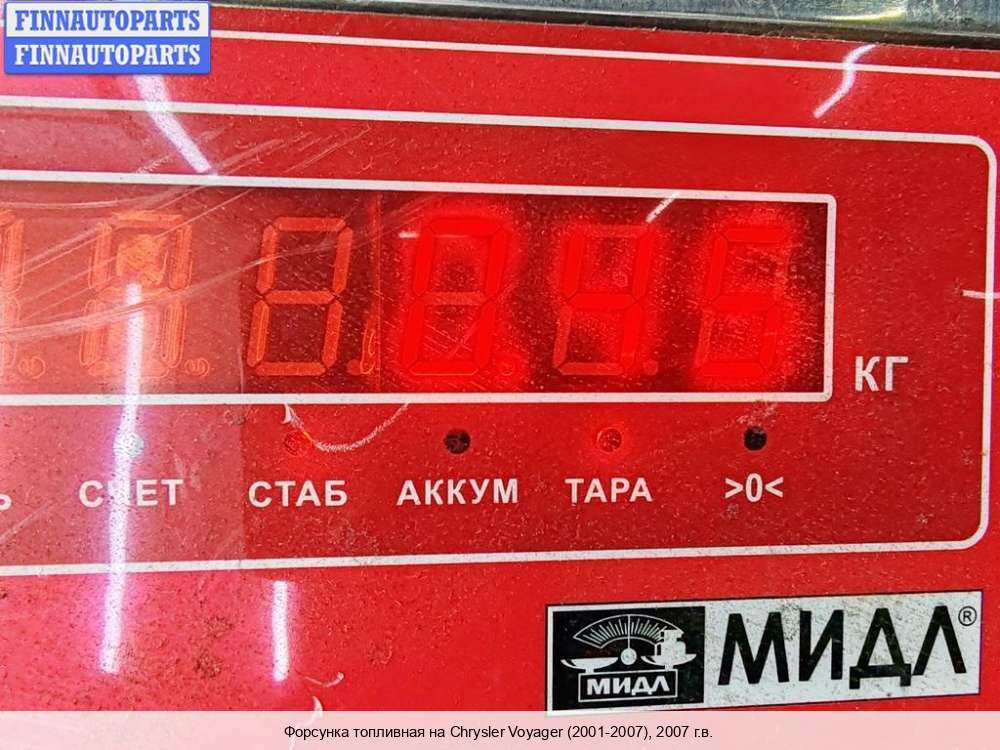 FINNAUTOPARTS
FINNAUTOPARTS
0.45
КГ
СЧЕТ СТАБ АККУМ ТАРА >0<
МИДЛ МИДЛ®
Форсунка топливная на Chrysler Voyager (2001-2007), 2007 г.в.